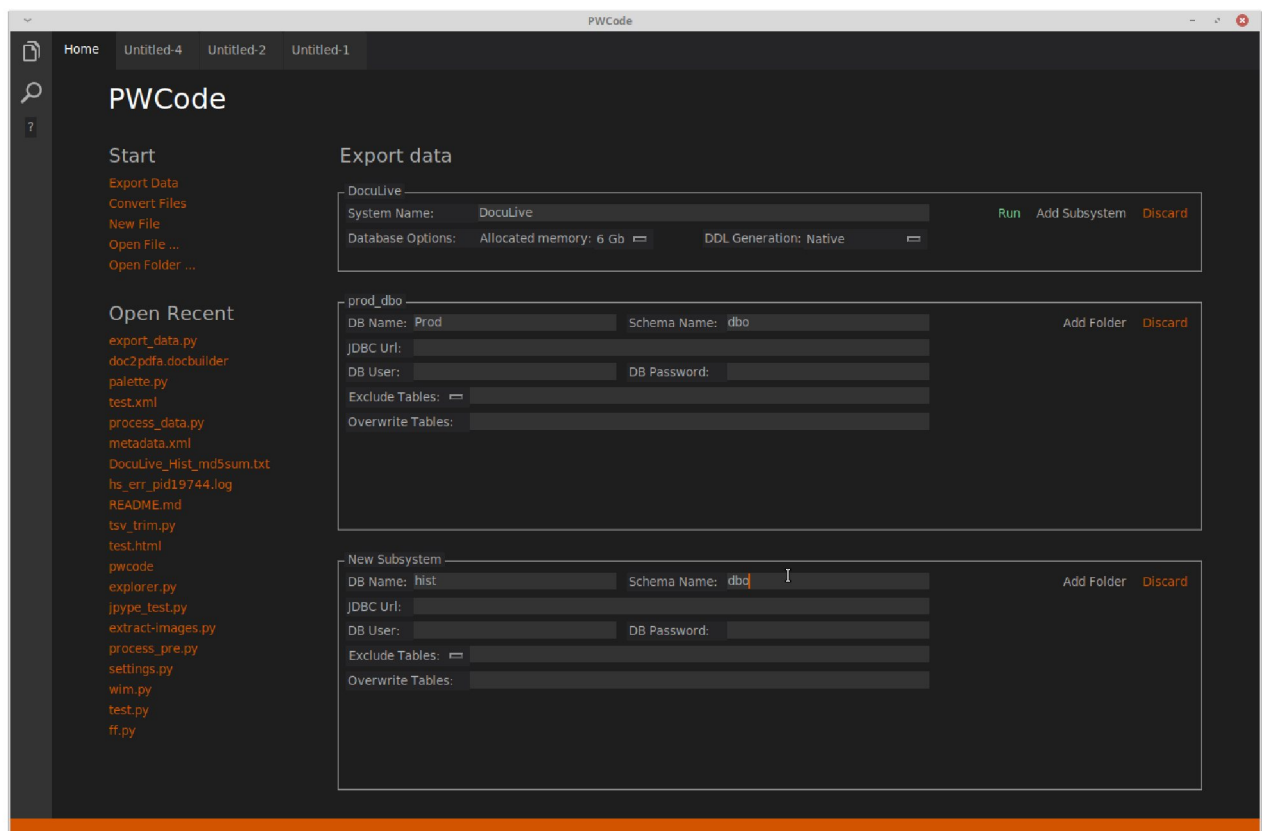 PWCode
Home Untitled-4 Untitled-2 Untitled-1
?
PWCode
Start
Export Data
Convert Files
New File
Open File ...
Open Folder ...
Open Recent
export_data.py
doc2pdfa.docbuilder
palette.py
test.xml
process_data.py
metadata.xml
DocuLive_Hist_md5sum.txt
hs_err_pid19744.log
README.md
tsv_trim.py
test.html
pwcode
explorer.py
jpype_test.py
extract-images.py
process_pre.py
settings.py
wim.py
test.py
ff.py
Export data
DocuLive
System Name: DocuLive Run Add Subsystem Discard
Database Options: Allocated memory: 6 Gb DDL Generation: Native
prod_dbo
DB Name: Prod Schema Name: dbo Add Folder Discard
JDBC Url:
DB User: DB Password:
Exclude Tables:
Overwrite Tables:
New Subsystem
DB Name: hist Schema Name: dbo Add Folder Discard
JDBC Url:
DB User: DB Password:
Exclude Tables:
Overwrite Tables: